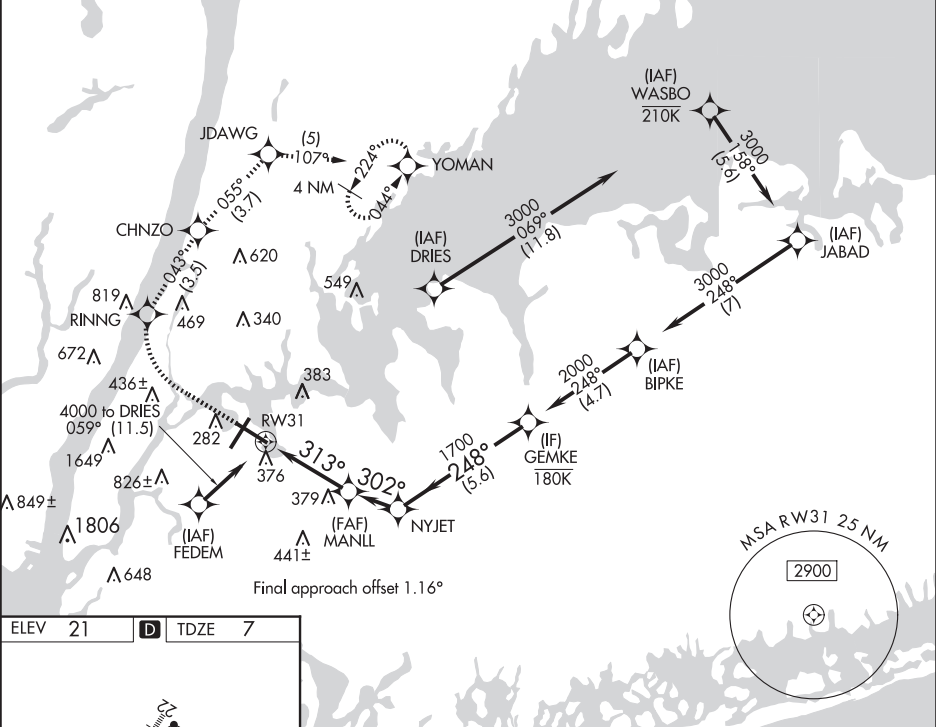 (IAF)
WASBO
210K
3000
158°
(5.6)
JDAWG
(5)
107°
224°
044°
4 NM
YOMAN
055°
(3.7)
CHNZO
043°
(3.5)
620
3000
069°
(11.8)
(IAF)
DRIES
(IAF)
JABAD
3000
248°
(7)
819
RINNG
469
549
340
672
(IAF)
BIPKE
2000
248°
(4.7)
383
436±
4000 to DRIES
059° (11.5)
282
RW31
1649
376
(IF)
GEMKE
180K
1700
248°
(5.6)
313°
302°
826±
379
849±
(FAF)
MANLL
NYJET
(IAF)
FEDEM
1806
441±
648
Final approach offset 1.16°
MSA RW31 25 NM
2900
ELEV 21 D TDZE 7
22